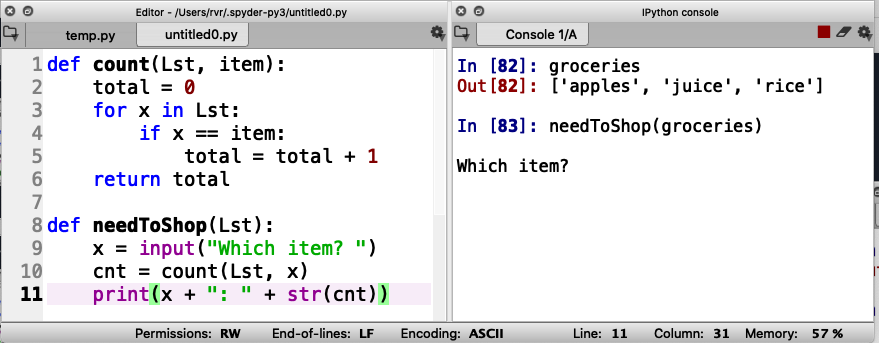 Editor - /Users/rvr/.spyder-py3/untitled0.py
temp.py untitled0.py
1 def count(Lst, item):
2     total = 0
3     for x in Lst:
4         if x == item:
5             total = total + 1
6     return total
7
8 def needToShop(Lst):
9     x = input("Which item? ")
10     cnt = count(Lst, x)
11     print(x + ": " + str(cnt))
IPython console
Console 1/A
In [82]: groceries
Out[82]: ['apples', 'juice', 'rice']
In [83]: needToShop(groceries)
Which item?
Permissions: RW End-of-lines: LF Encoding: ASCII Line: 11 Column: 31 Memory: 57 %